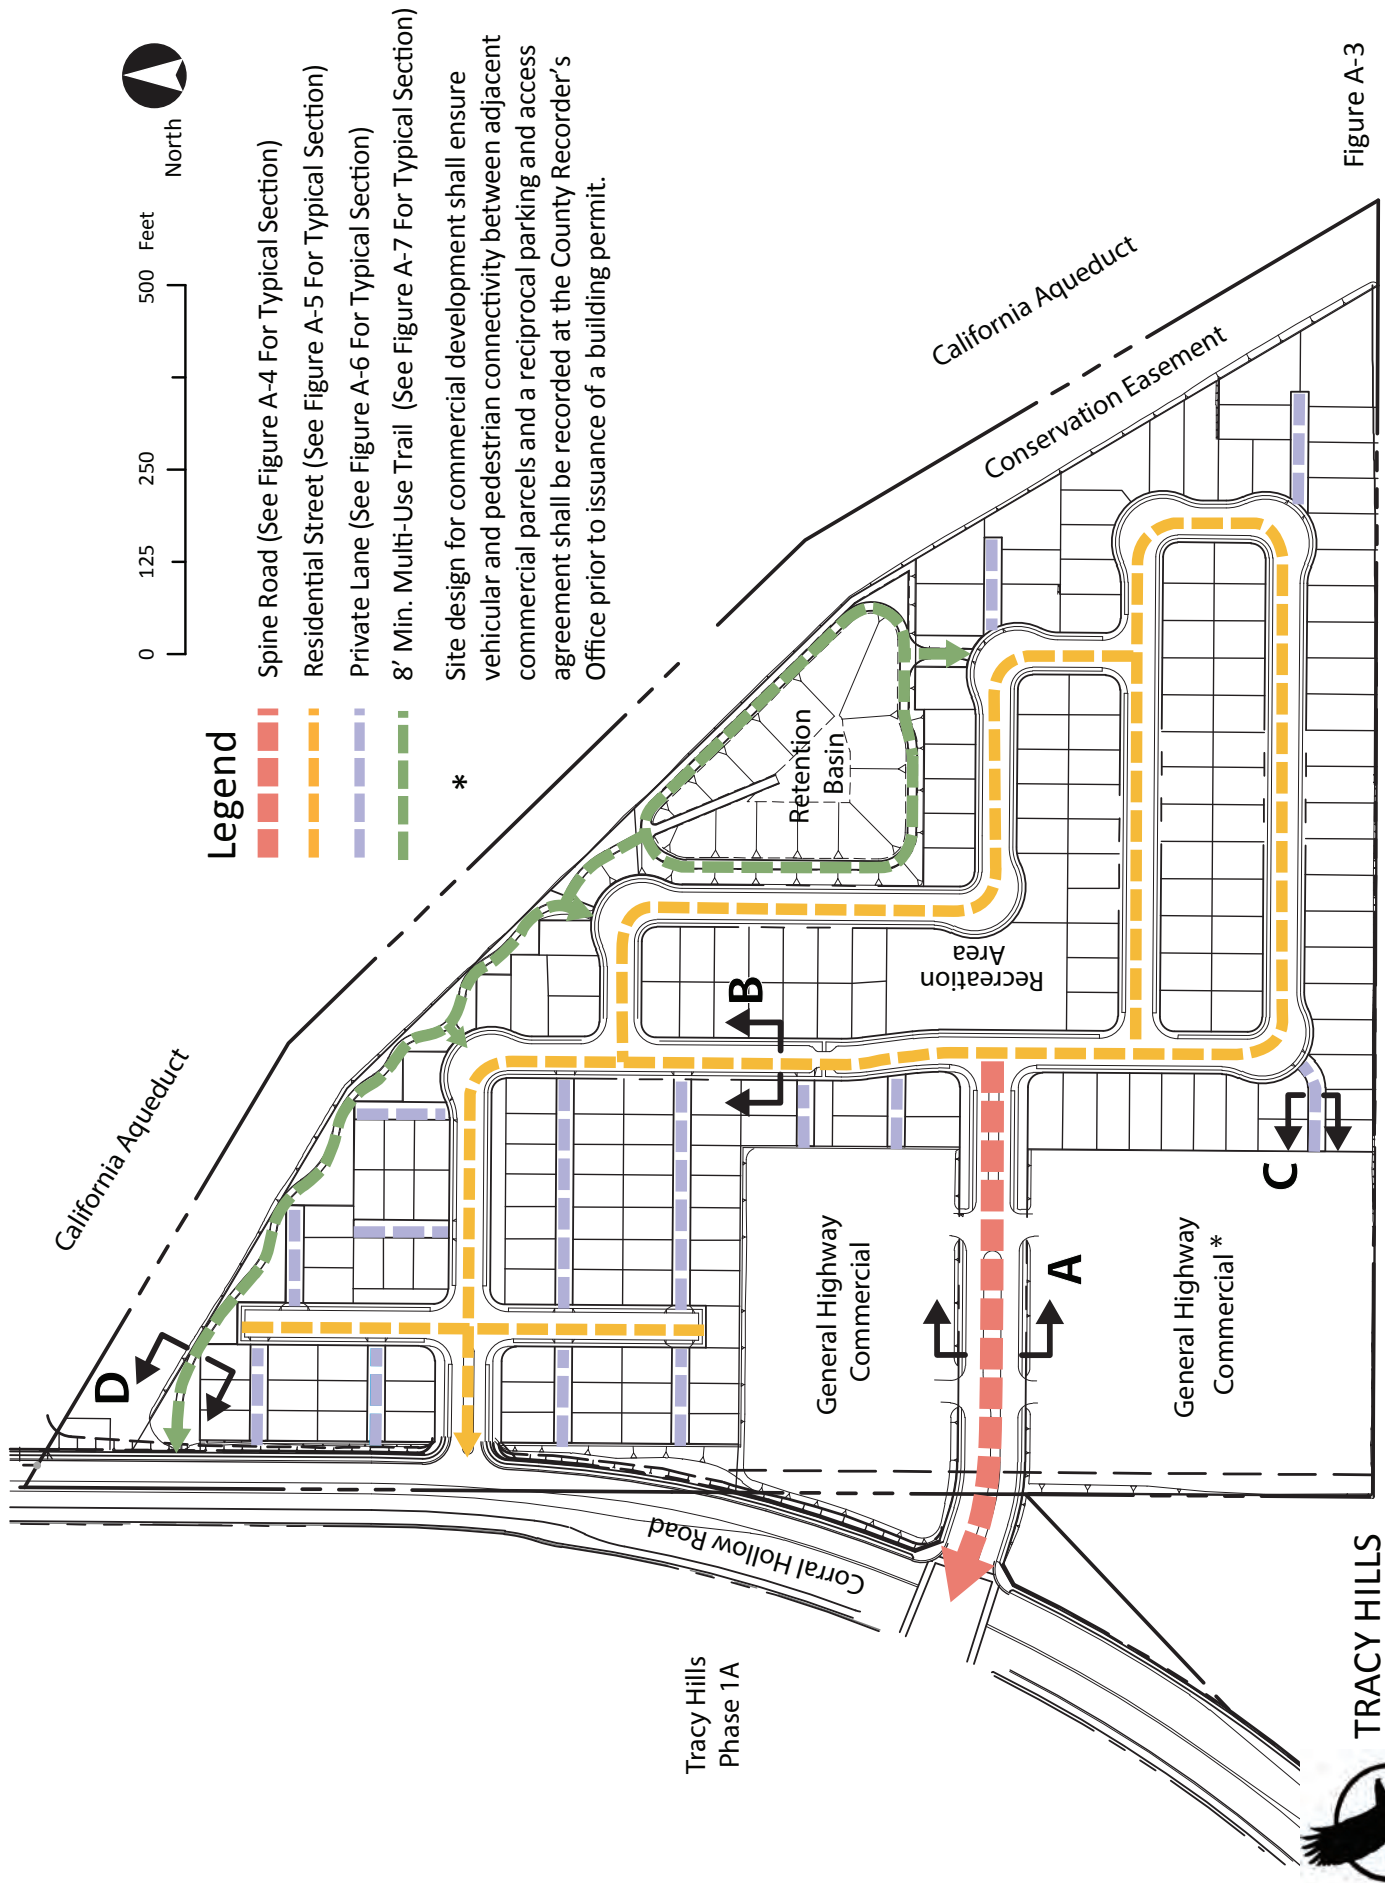 North
0 125 250 500 Feet
Legend
Spine Road (See Figure A-4 For Typical Section)
Residential Street (See Figure A-5 For Typical Section)
Private Lane (See Figure A-6 For Typical Section)
8' Min. Multi-Use Trail (See Figure A-7 For Typical Section)
* Site design for commercial development shall ensure
vehicular and pedestrian connectivity between adjacent
commercial parcels and a reciprocal parking and access
agreement shall be recorded at the County Recorder's
Office prior to issuance of a building permit.
California Aqueduct
California Aqueduct
Conservation Easement
D
B
Retention
Basin
Recreation
Area
Corral Hollow Road
General Highway
Commercial
A
General Highway
Commercial*
C
Tracy Hills
Phase 1A
TRACY HILLS
Figure A-3